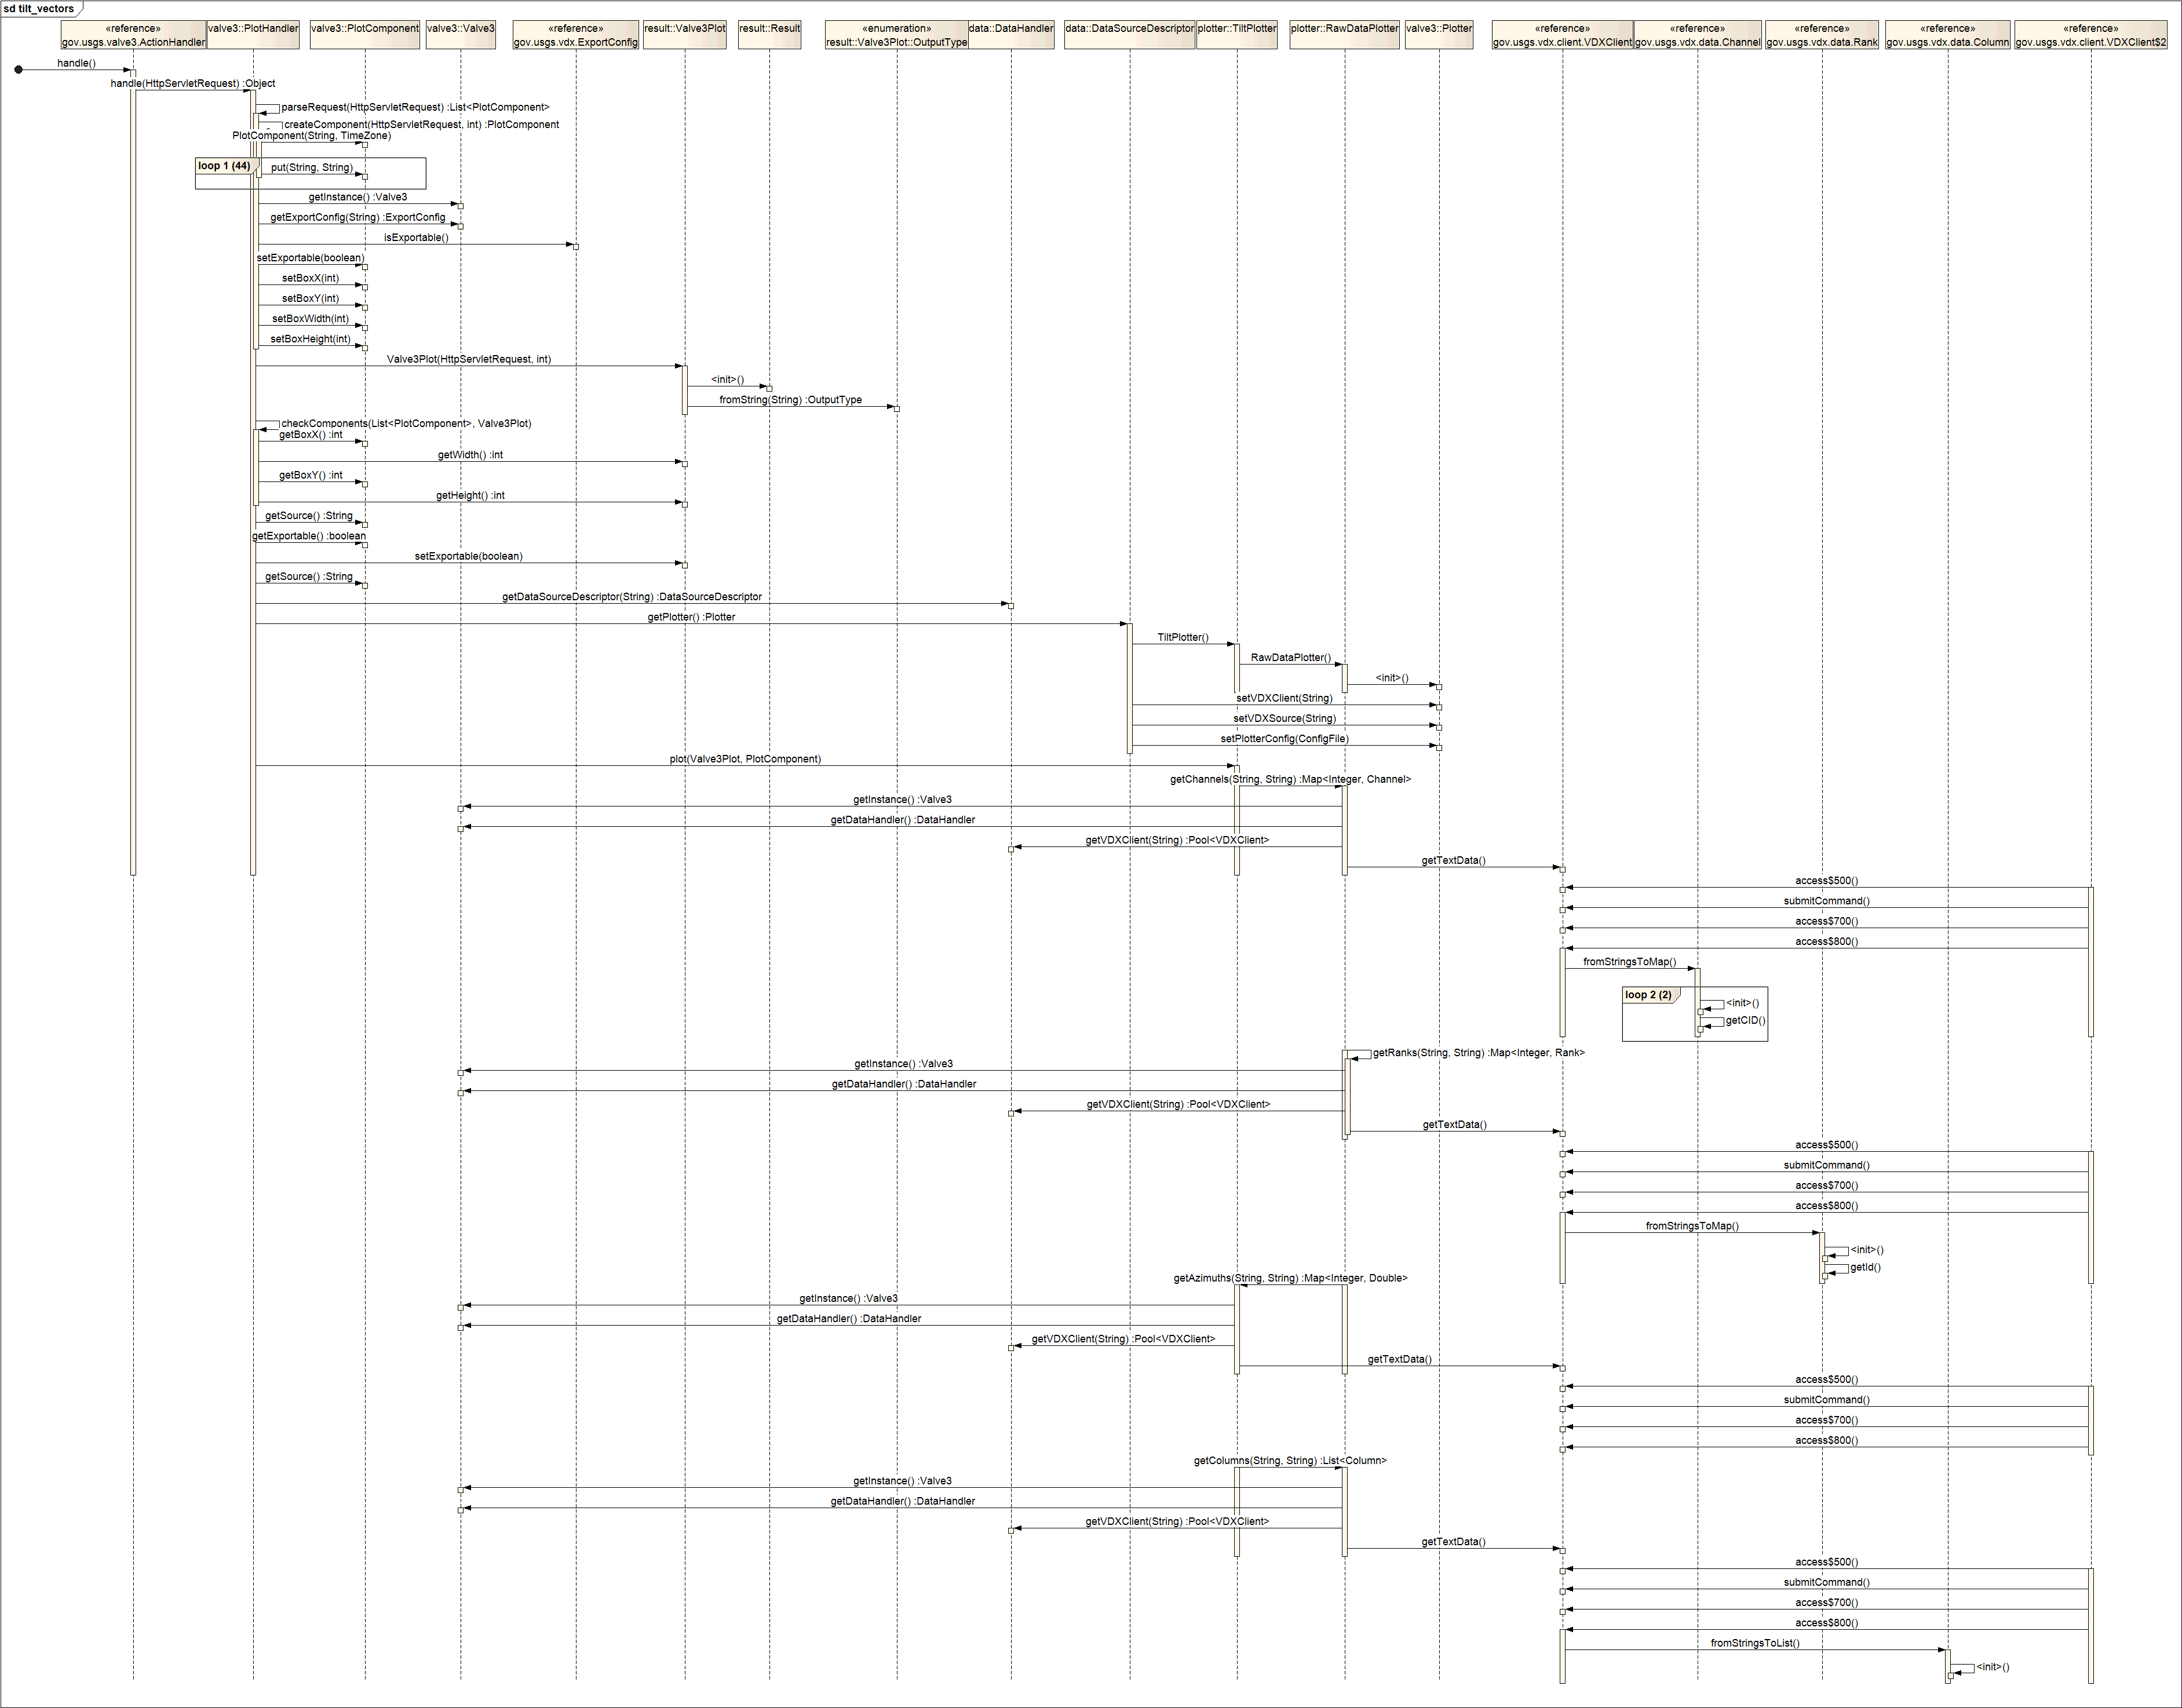 sd tilt_vectors
«reference»
gov.usgs.valve3.ActionHandler
valve3::PlotHandler
valve3::PlotComponent
valve3::Valve3
«reference»
gov.usgs.vdx.ExportConfig
result::Valve3Plot
result::Result
«enumeration»
result::Valve3Plot::OutputType
data::DataHandler
data::DataSourceDescriptor
plotter::TiltPlotter
plotter::RawDataPlotter
valve3::Plotter
«reference»
gov.usgs.vdx.client.VDXClient
«reference»
gov.usgs.vdx.data.Channel
«reference»
gov.usgs.vdx.data.Rank
«reference»
gov.usgs.vdx.data.Column
«reference»
gov.usgs.vdx.client.VDXClient$2
handle()
handle(HttpServletRequest) :Object
parseRequest(HttpServletRequest) :List<PlotComponent>
createComponent(HttpServletRequest, int) :PlotComponent
PlotComponent(String, TimeZone)
loop 1 (44)
put(String, String)
getInstance() :Valve3
getExportConfig(String) :ExportConfig
isExportable()
setExportable(boolean)
setBoxX(int)
setBoxY(int)
setBoxWidth(int)
setBoxHeight(int)
Valve3Plot(HttpServletRequest, int)
<init>()
fromString(String) :OutputType
checkComponents(List<PlotComponent>, Valve3Plot)
getBoxX() :int
getWidth() :int
getBoxY() :int
getHeight() :int
getSource() :String
getExportable() :boolean
setExportable(boolean)
getSource() :String
getDataSourceDescriptor(String) :DataSourceDescriptor
getPlotter() :Plotter
TiltPlotter()
RawDataPlotter()
<init>()
setVDXClient(String)
setVDXSource(String)
setPlotterConfig(ConfigFile)
plot(Valve3Plot, PlotComponent)
getChannels(String, String) :Map<Integer, Channel>
getInstance() :Valve3
getDataHandler() :DataHandler
getVDXClient(String) :Pool<VDXClient>
getTextData()
access$500()
submitCommand()
access$700()
access$800()
fromStringsToMap()
loop 2 (2)
<init>()
getCID()
getRanks(String, String) :Map<Integer, Rank>
getInstance() :Valve3
getDataHandler() :DataHandler
getVDXClient(String) :Pool<VDXClient>
getTextData()
access$500()
submitCommand()
access$700()
access$800()
fromStringsToMap()
<init>()
getId()
getAzimuths(String, String) :Map<Integer, Double>
getInstance() :Valve3
getDataHandler() :DataHandler
getVDXClient(String) :Pool<VDXClient>
getTextData()
access$500()
submitCommand()
access$700()
access$800()
getColumns(String, String) :List<Column>
getInstance() :Valve3
getDataHandler() :DataHandler
getVDXClient(String) :Pool<VDXClient>
getTextData()
access$500()
submitCommand()
access$700()
access$800()
fromStringsToList()
<init>()